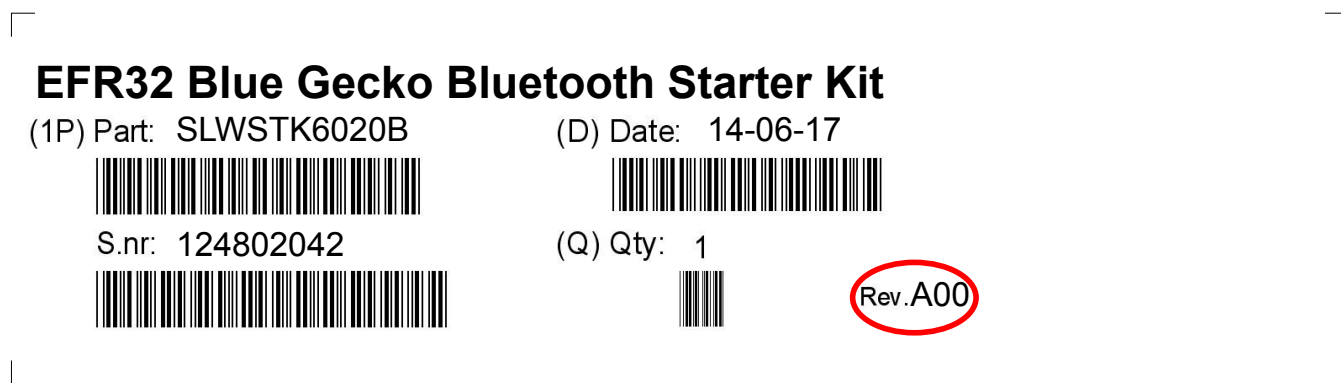 EFR32 Blue Gecko Bluetooth Starter Kit
(1P) Part: SLWSTK6020B (D) Date: 14-06-17
S.nr: 124802042 (Q) Qty: 1
Rev.A00